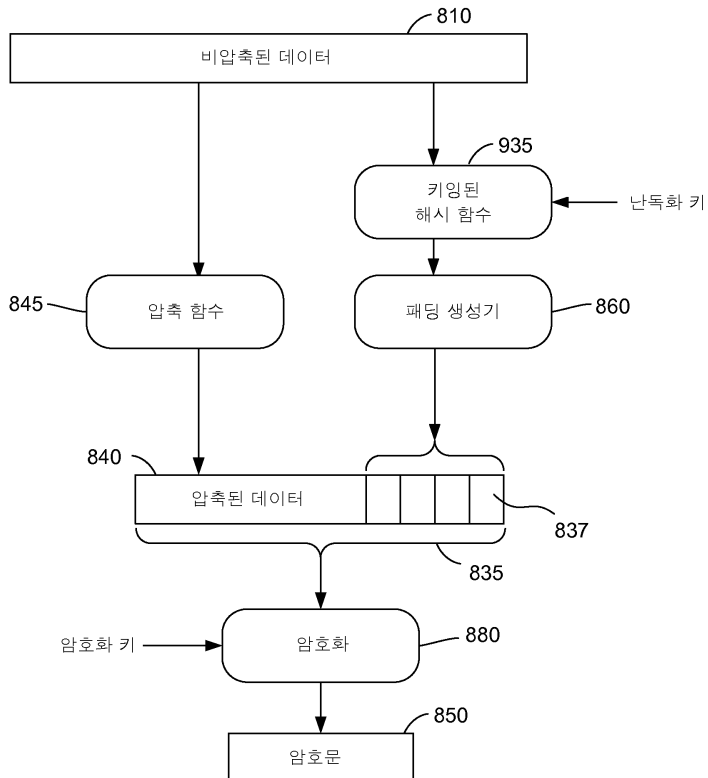 810
비압축된 데이터
935
키잉된
해시 함수
난독화 키
845
압축 함수
패딩 생성기
860
840
압축된 데이터
837
835
암호화 키
암호화
880
850
암호문